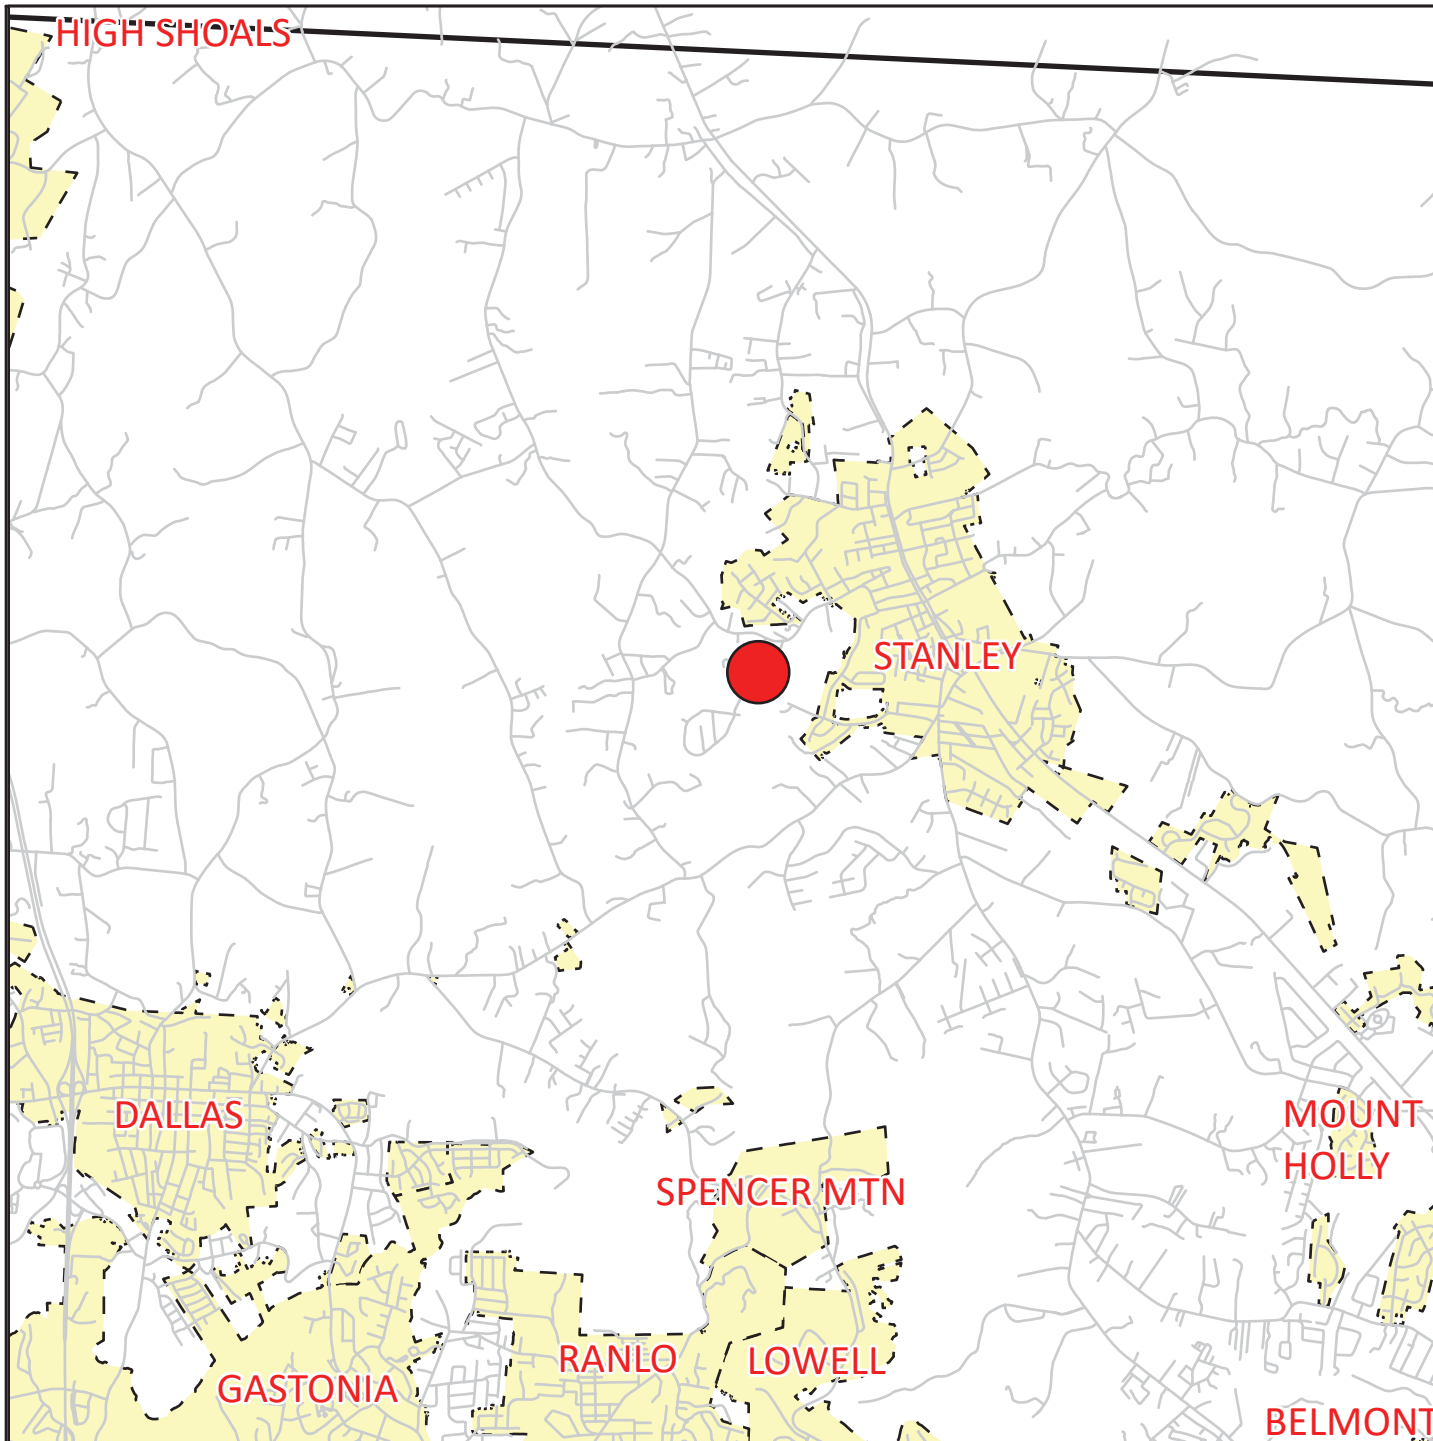 HIGH SHOALS
STANLEY
DALLAS
MOUNT
HOLLY
SPENCER MTN
RANLO
LOWELL
GASTONIA
BELMONT